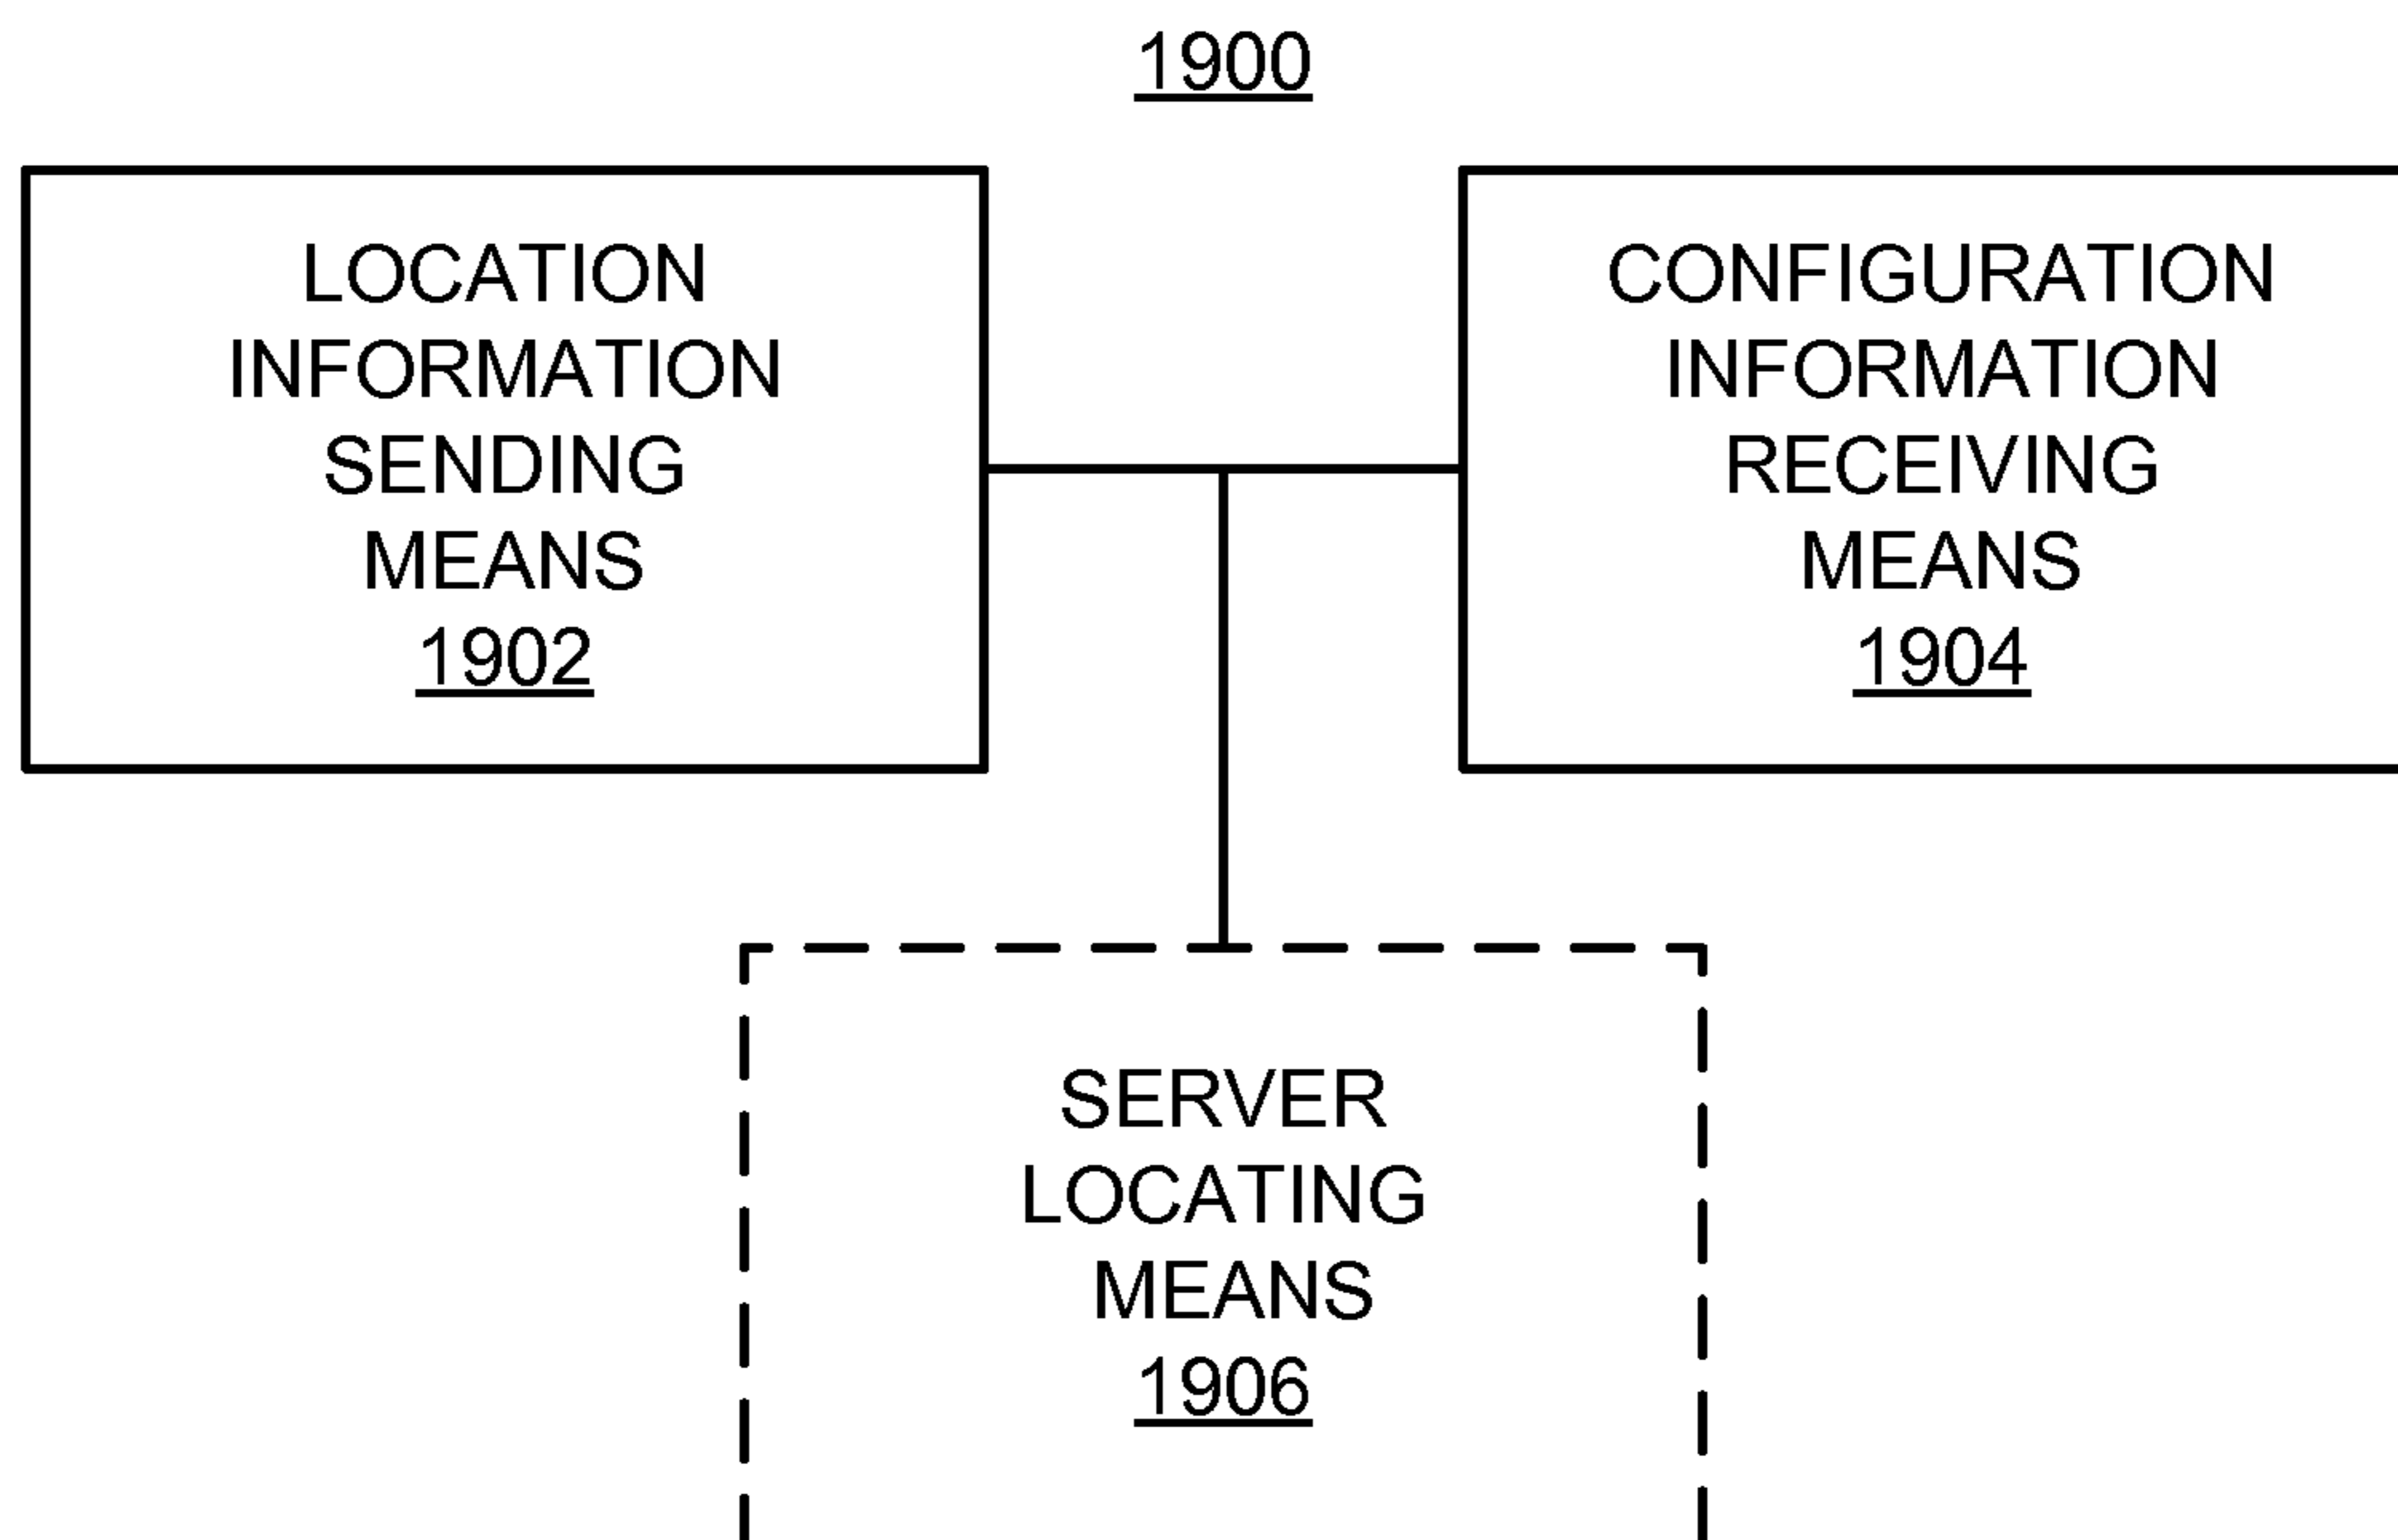 1900
LOCATION
INFORMATION
SENDING
MEANS
1902
CONFIGURATION
INFORMATION
RECEIVING
MEANS
1904
SERVER
LOCATING
MEANS
1906